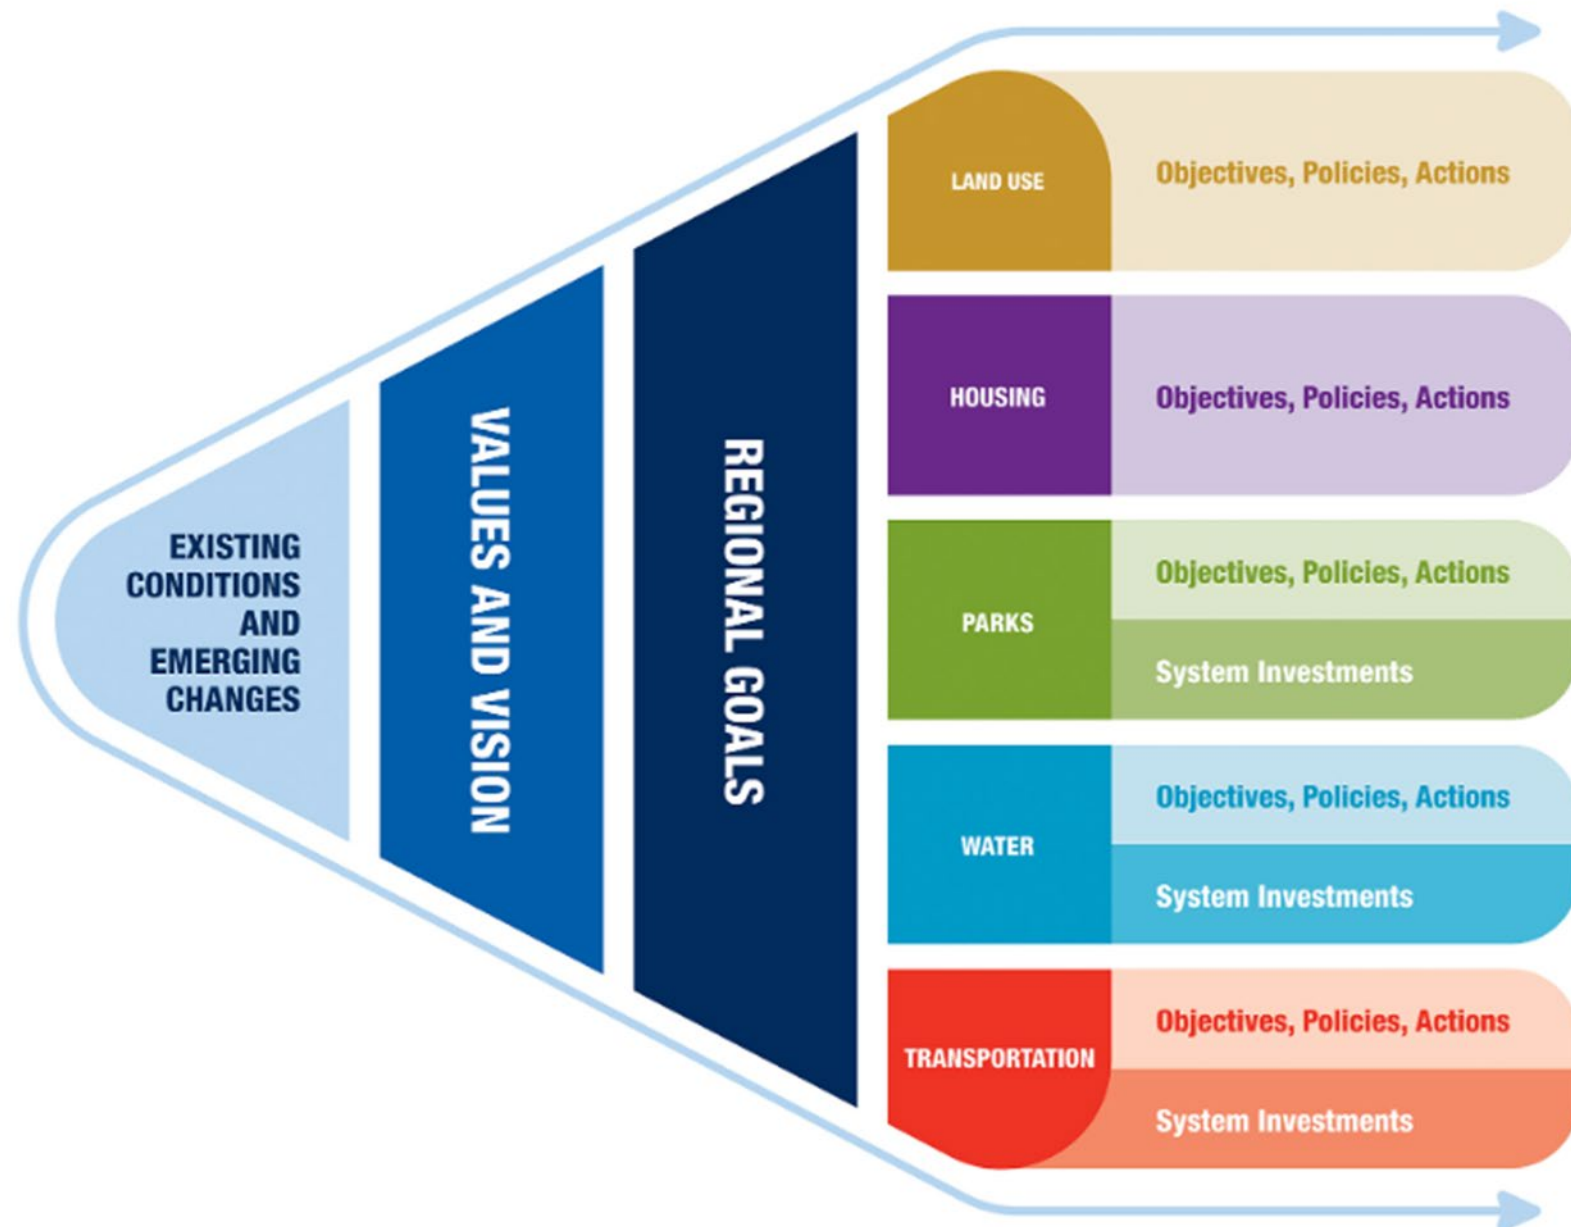 EXISTING
CONDITIONS
AND
EMERGING
CHANGES
VALUES AND VISION
REGIONAL GOALS
LAND USE
Objectives, Policies, Actions
HOUSING
Objectives, Policies, Actions
PARKS
Objectives, Policies, Actions
System Investments
WATER
Objectives, Policies, Actions
System Investments
TRANSPORTATION
Objectives, Policies, Actions
System Investments